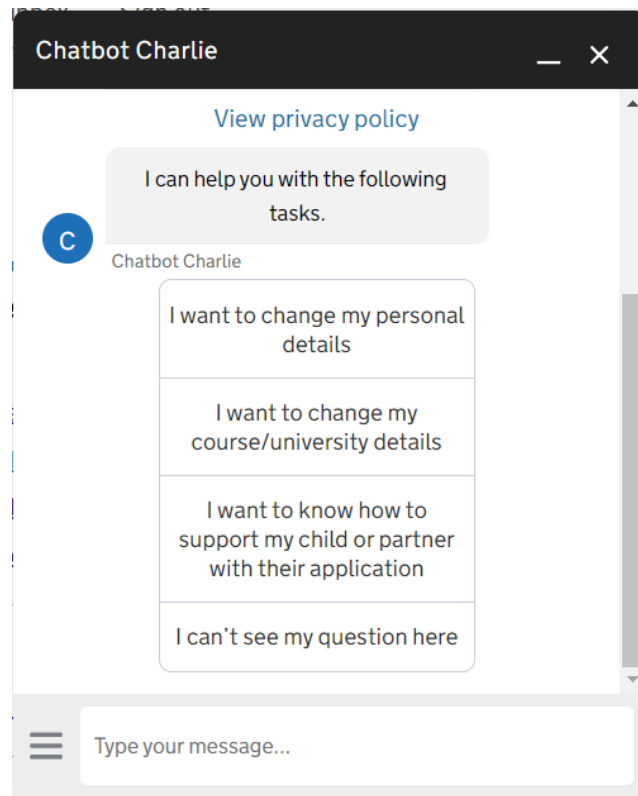 Chatbot Charlie
View privacy policy
I can help you with the following
tasks.
C
Chatbot Charlie
I want to change my personal
details
I want to change my
course/university details
I want to know how to
support my child or partner
with their application
I can't see my question here
Type your message...